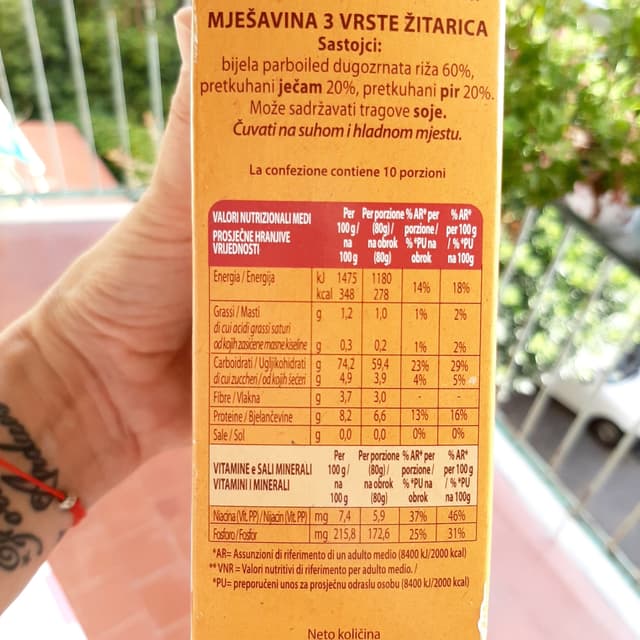 MJEŠAVINA 3 VRSTE ŽITARICA
Sastojci:
bijela parboiled dugozrnata riža 60%,
pretkuhani ječam 20%, pretkuhani pir 20%.
Može sadržavati tragove soje.
Čuvati na suhom i hladnom mjestu.
La confezione contiene 10 porzioni
VALORI NUTRIZIONALI MEDI
PROSJEČNE HRANJIVE
VRIJEDNOSTI
Per 100 g/ na 100 g
Per porzione (80g)/ na obrok (80g)
% AR* per porzione/ % *PU na obrok
% AR* per 100 g / % *PU na 100g
Energia / Energija kJ 1475 1180 14% 18%
kcal 348 278
Grassi / Masti g 1,2 1,0 1% 2%
di cui acidi grassi saturi
od kojih zasićene masne kiseline g 0,3 0,2 1% 2%
Carboidrati / Ugljikohidrati g 74,2 59,4 23% 29%
di cui zuccheri / od kojih šećeri g 4,9 3,9 4% 5%
Fibre / Vlakna g 3,7 3,0 - -
Proteine / Bjelančevine g 8,2 6,6 13% 16%
Sale / Sol g 0,0 0,0 0% 0%
VITAMINE e SALI MINERALI
VITAMINI I MINERALI
Per 100 g / na 100 g
Per porzione (80g)/ na obrok (80g)
% AR* per porzione/ % *PU na obrok
% AR* per 100 g / % *PU na 100g
Niacina (Vit. PP) / Nijacin (Vit. PP) mg 7,4 5,9 37% 46%
Fosforo / Fosfor mg 215,8 172,6 25% 31%
*AR= Assunzioni di riferimento di un adulto medio (8400 kJ/2000 kcal)
** VNR = Valori nutritivi di riferimento per adulto medio. /
*PU= preporučeni unos za prosječnu odraslu osobu (8400 kJ/2000 kcal)
Neto količina